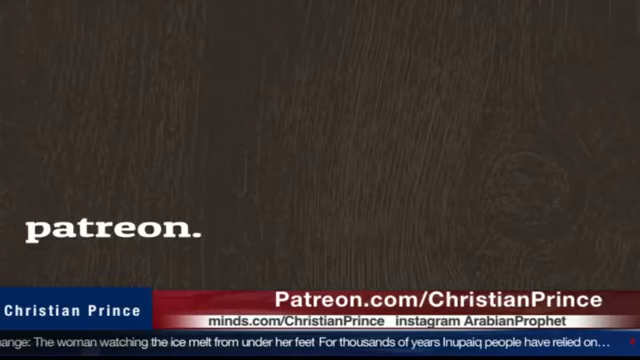 patreon.
Christian Prince
Patreon.com/ChristianPrince
minds.com/ChristianPrince instagram ArabianProphet
ange: The woman watching the ice melt from under her feet For thousands of years Inupaiq people have relied on…